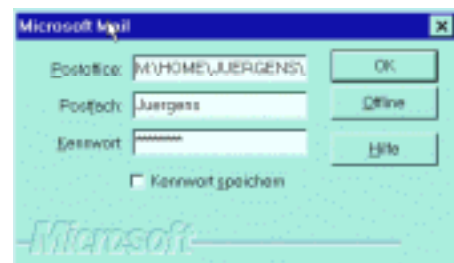 Microsoft Mail
Postoffice: M:\HOME\JUERGENS\ OK
Postfach: Juergens Offline
Kennwort ******** Hilfe
Kennwort speichern
Microsoft